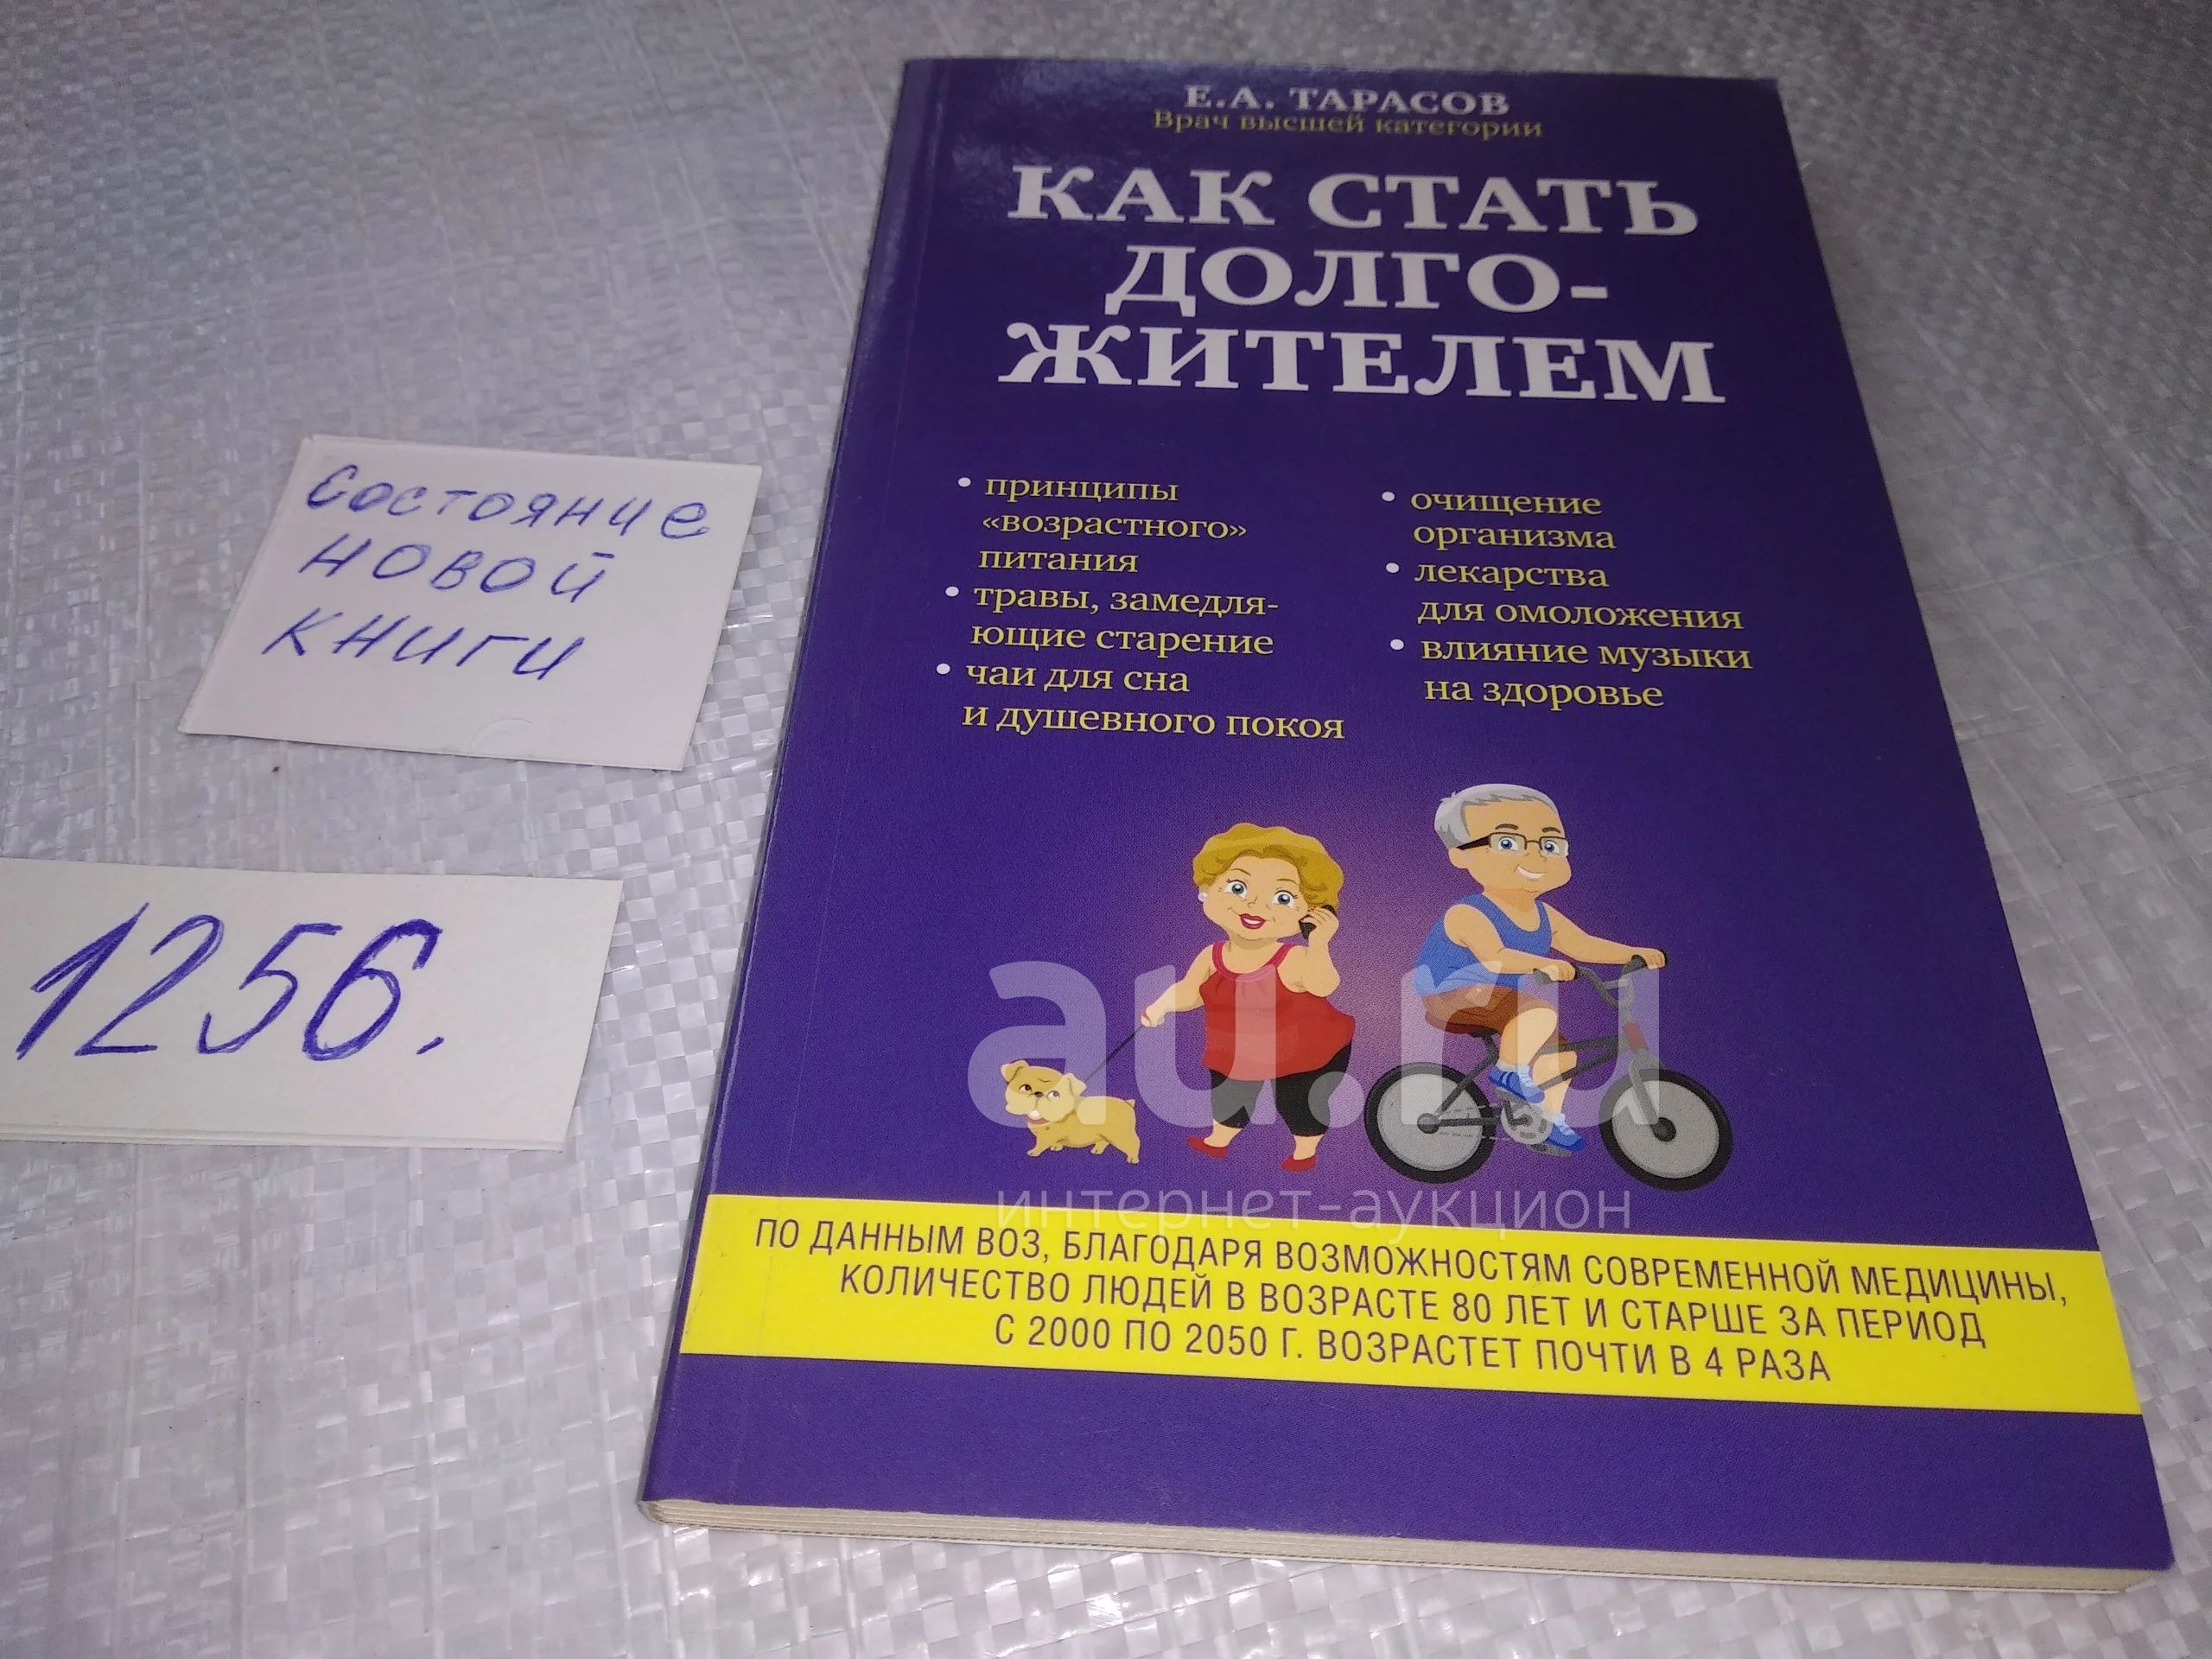 Е.А. ТАРАСОВ
Врач высшей категории
КАК СТАТЬ
ДОЛГО-
ЖИТЕЛЕМ
• принципы
«возрастного»
питания
• травы, замедля-
ющие старение
• чаи для сна
и душевного покоя
• очищение
организма
• лекарства
для омоложения
• влияние музыки
на здоровье
состояние
новой
книги
1256.
au.ru
интернет-аукцион
ПО ДАННЫМ ВОЗ, БЛАГОДАРЯ ВОЗМОЖНОСТЯМ СОВРЕМЕННОЙ МЕДИЦИНЫ,
КОЛИЧЕСТВО ЛЮДЕЙ В ВОЗРАСТЕ 80 ЛЕТ И СТАРШЕ ЗА ПЕРИОД
С 2000 ПО 2050 Г. ВОЗРАСТЕТ ПОЧТИ В 4 РАЗА